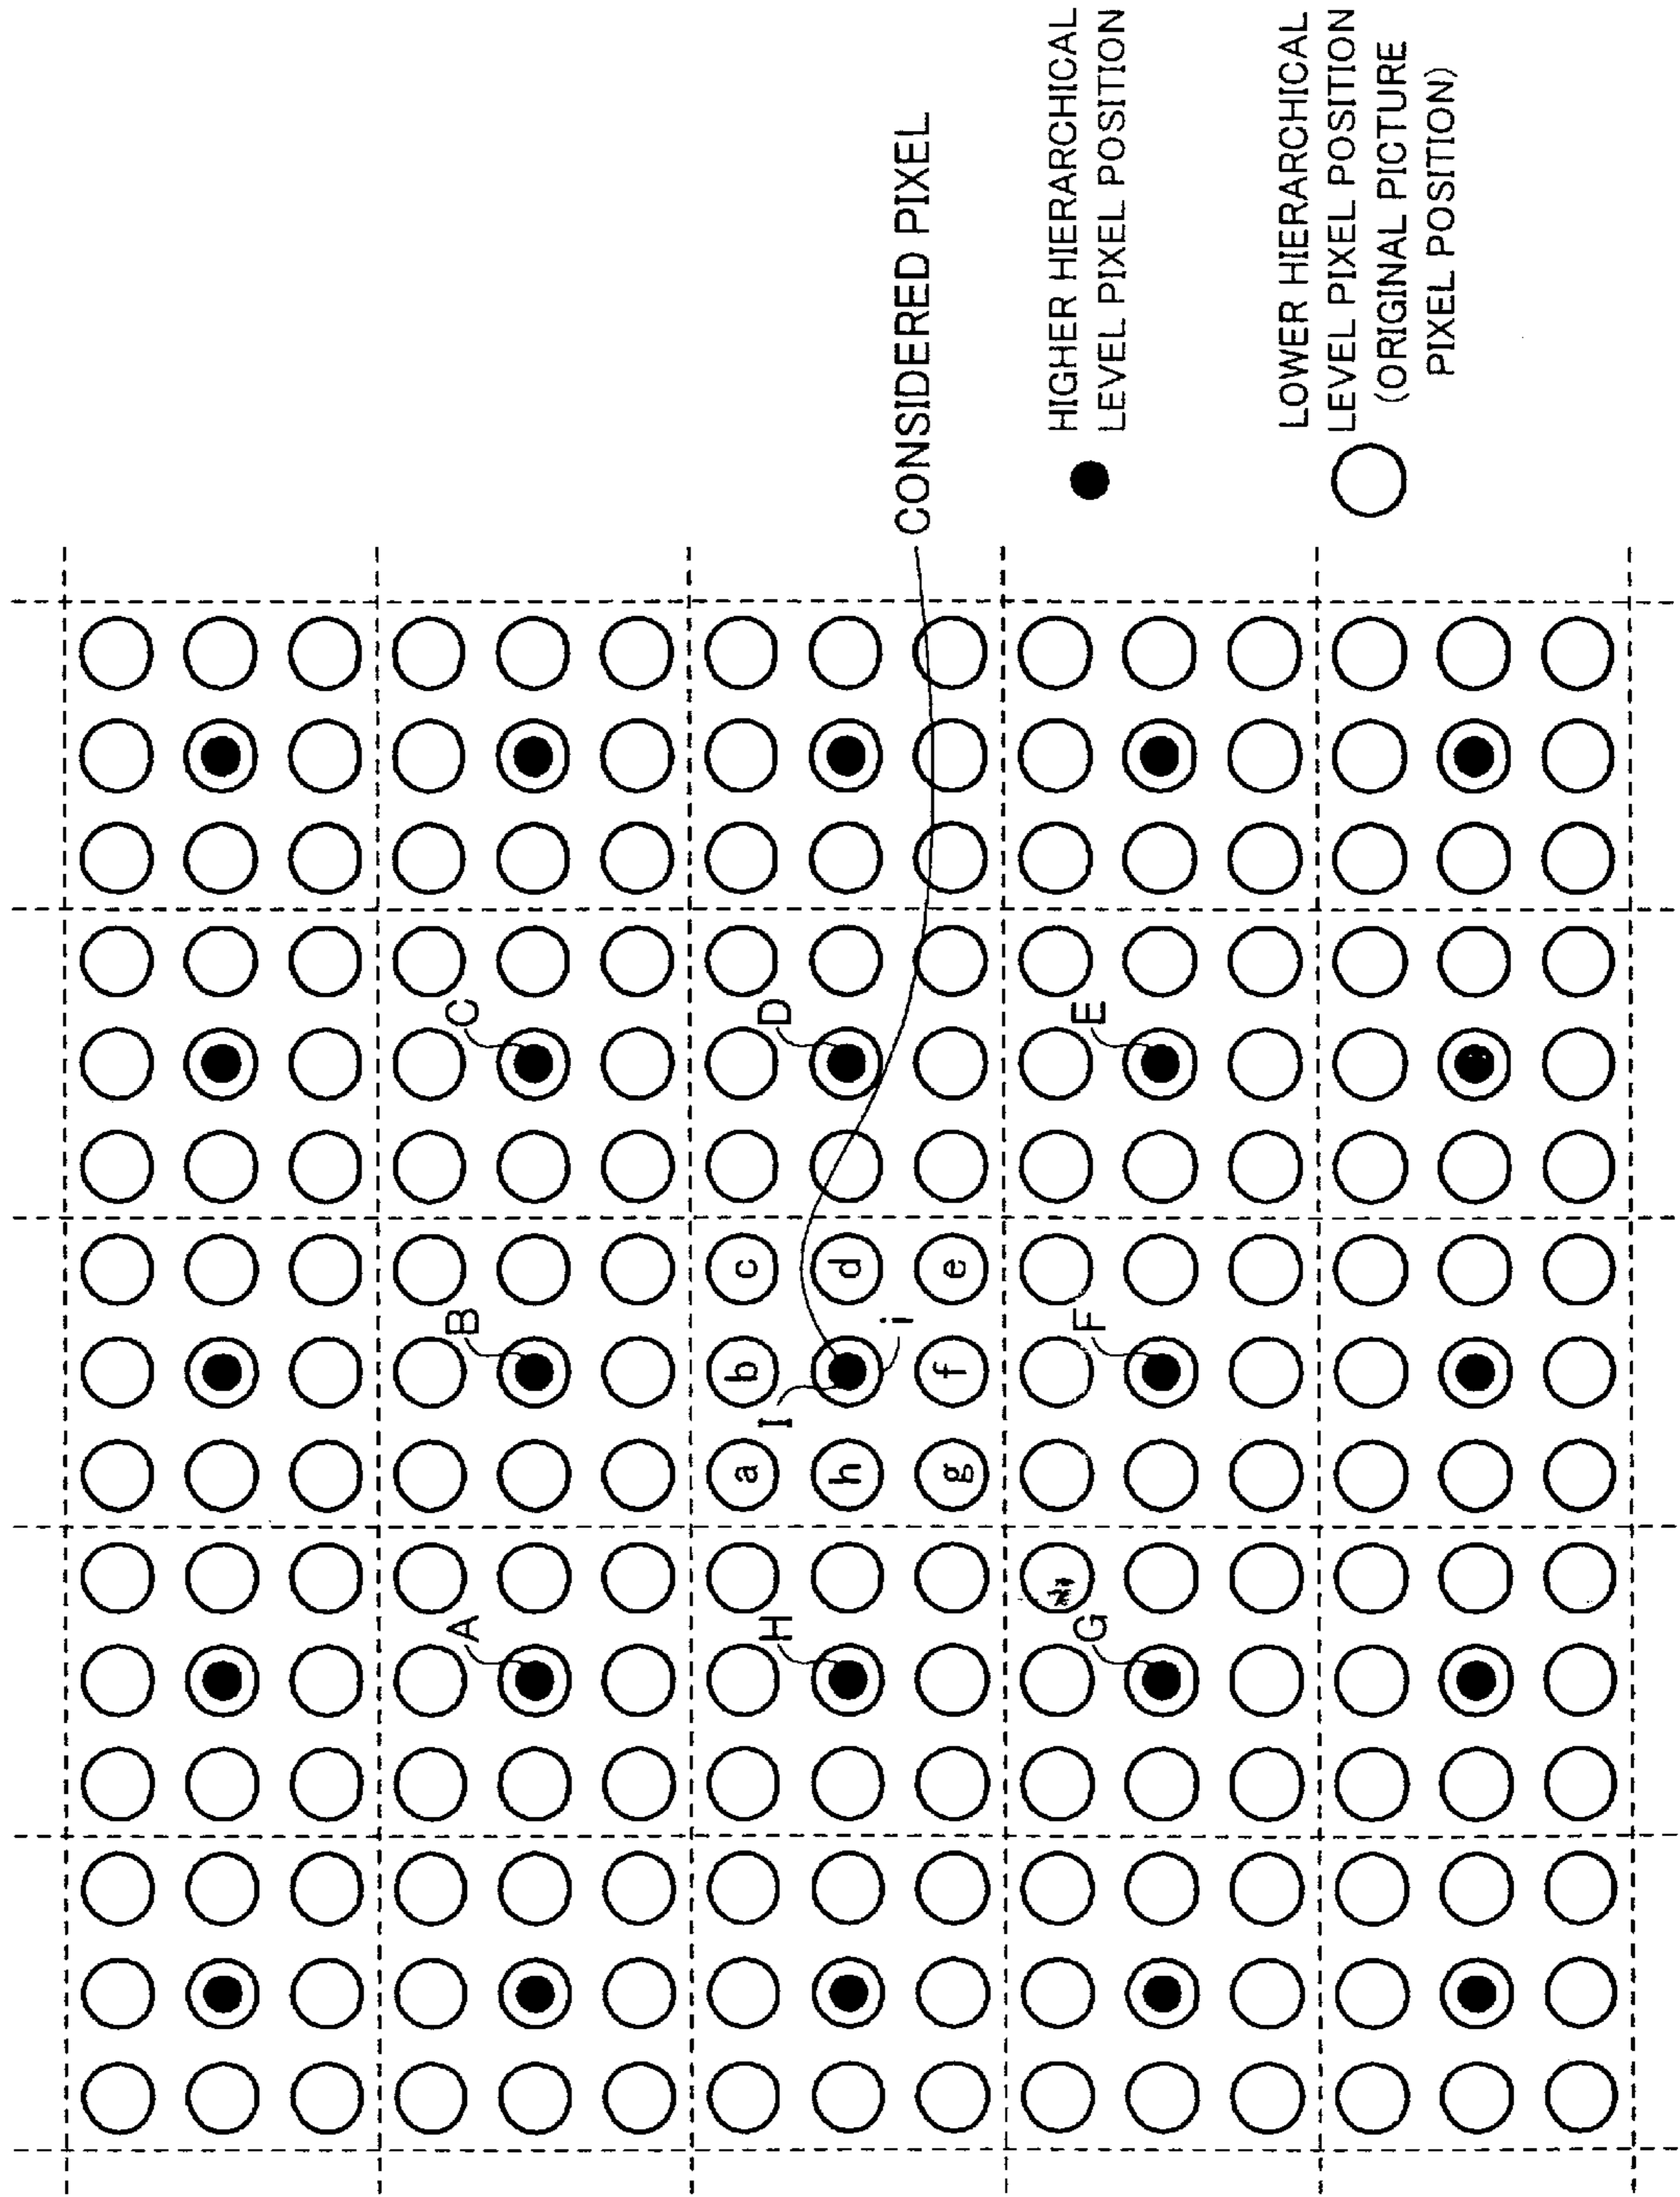 A
B
C
a
b
c
I
H
h
d
D
i
g
f
e
G
F
E
CONSIDERED PIXEL
HIGHER HIERARCHICAL
LEVEL PIXEL POSITION
LOWER HIERARCHICAL
LEVEL PIXEL POSITION
(ORIGINAL PICTURE
PIXEL POSITION)